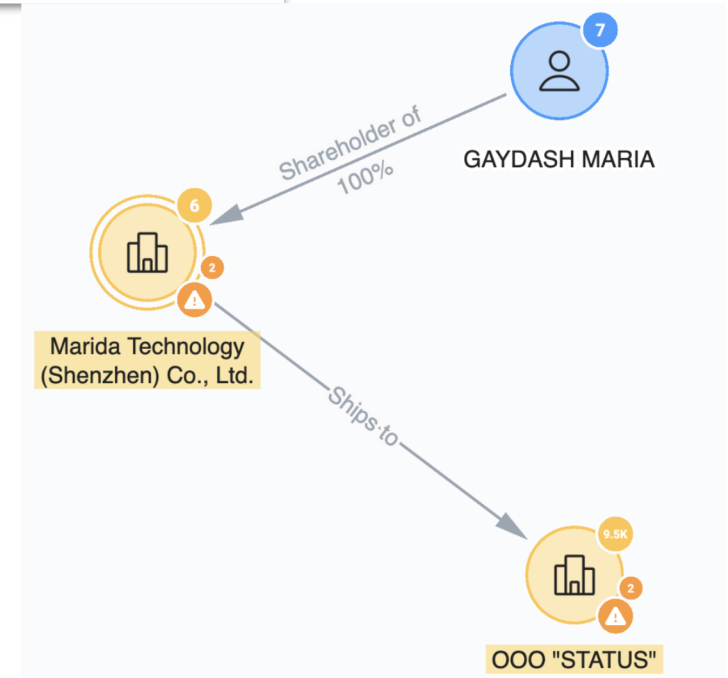 7
GAYDASH MARIA
Shareholder of
100%
6
2
Marida Technology
(Shenzhen) Co., Ltd.
Ships to
9.5K
2
OOO "STATUS"